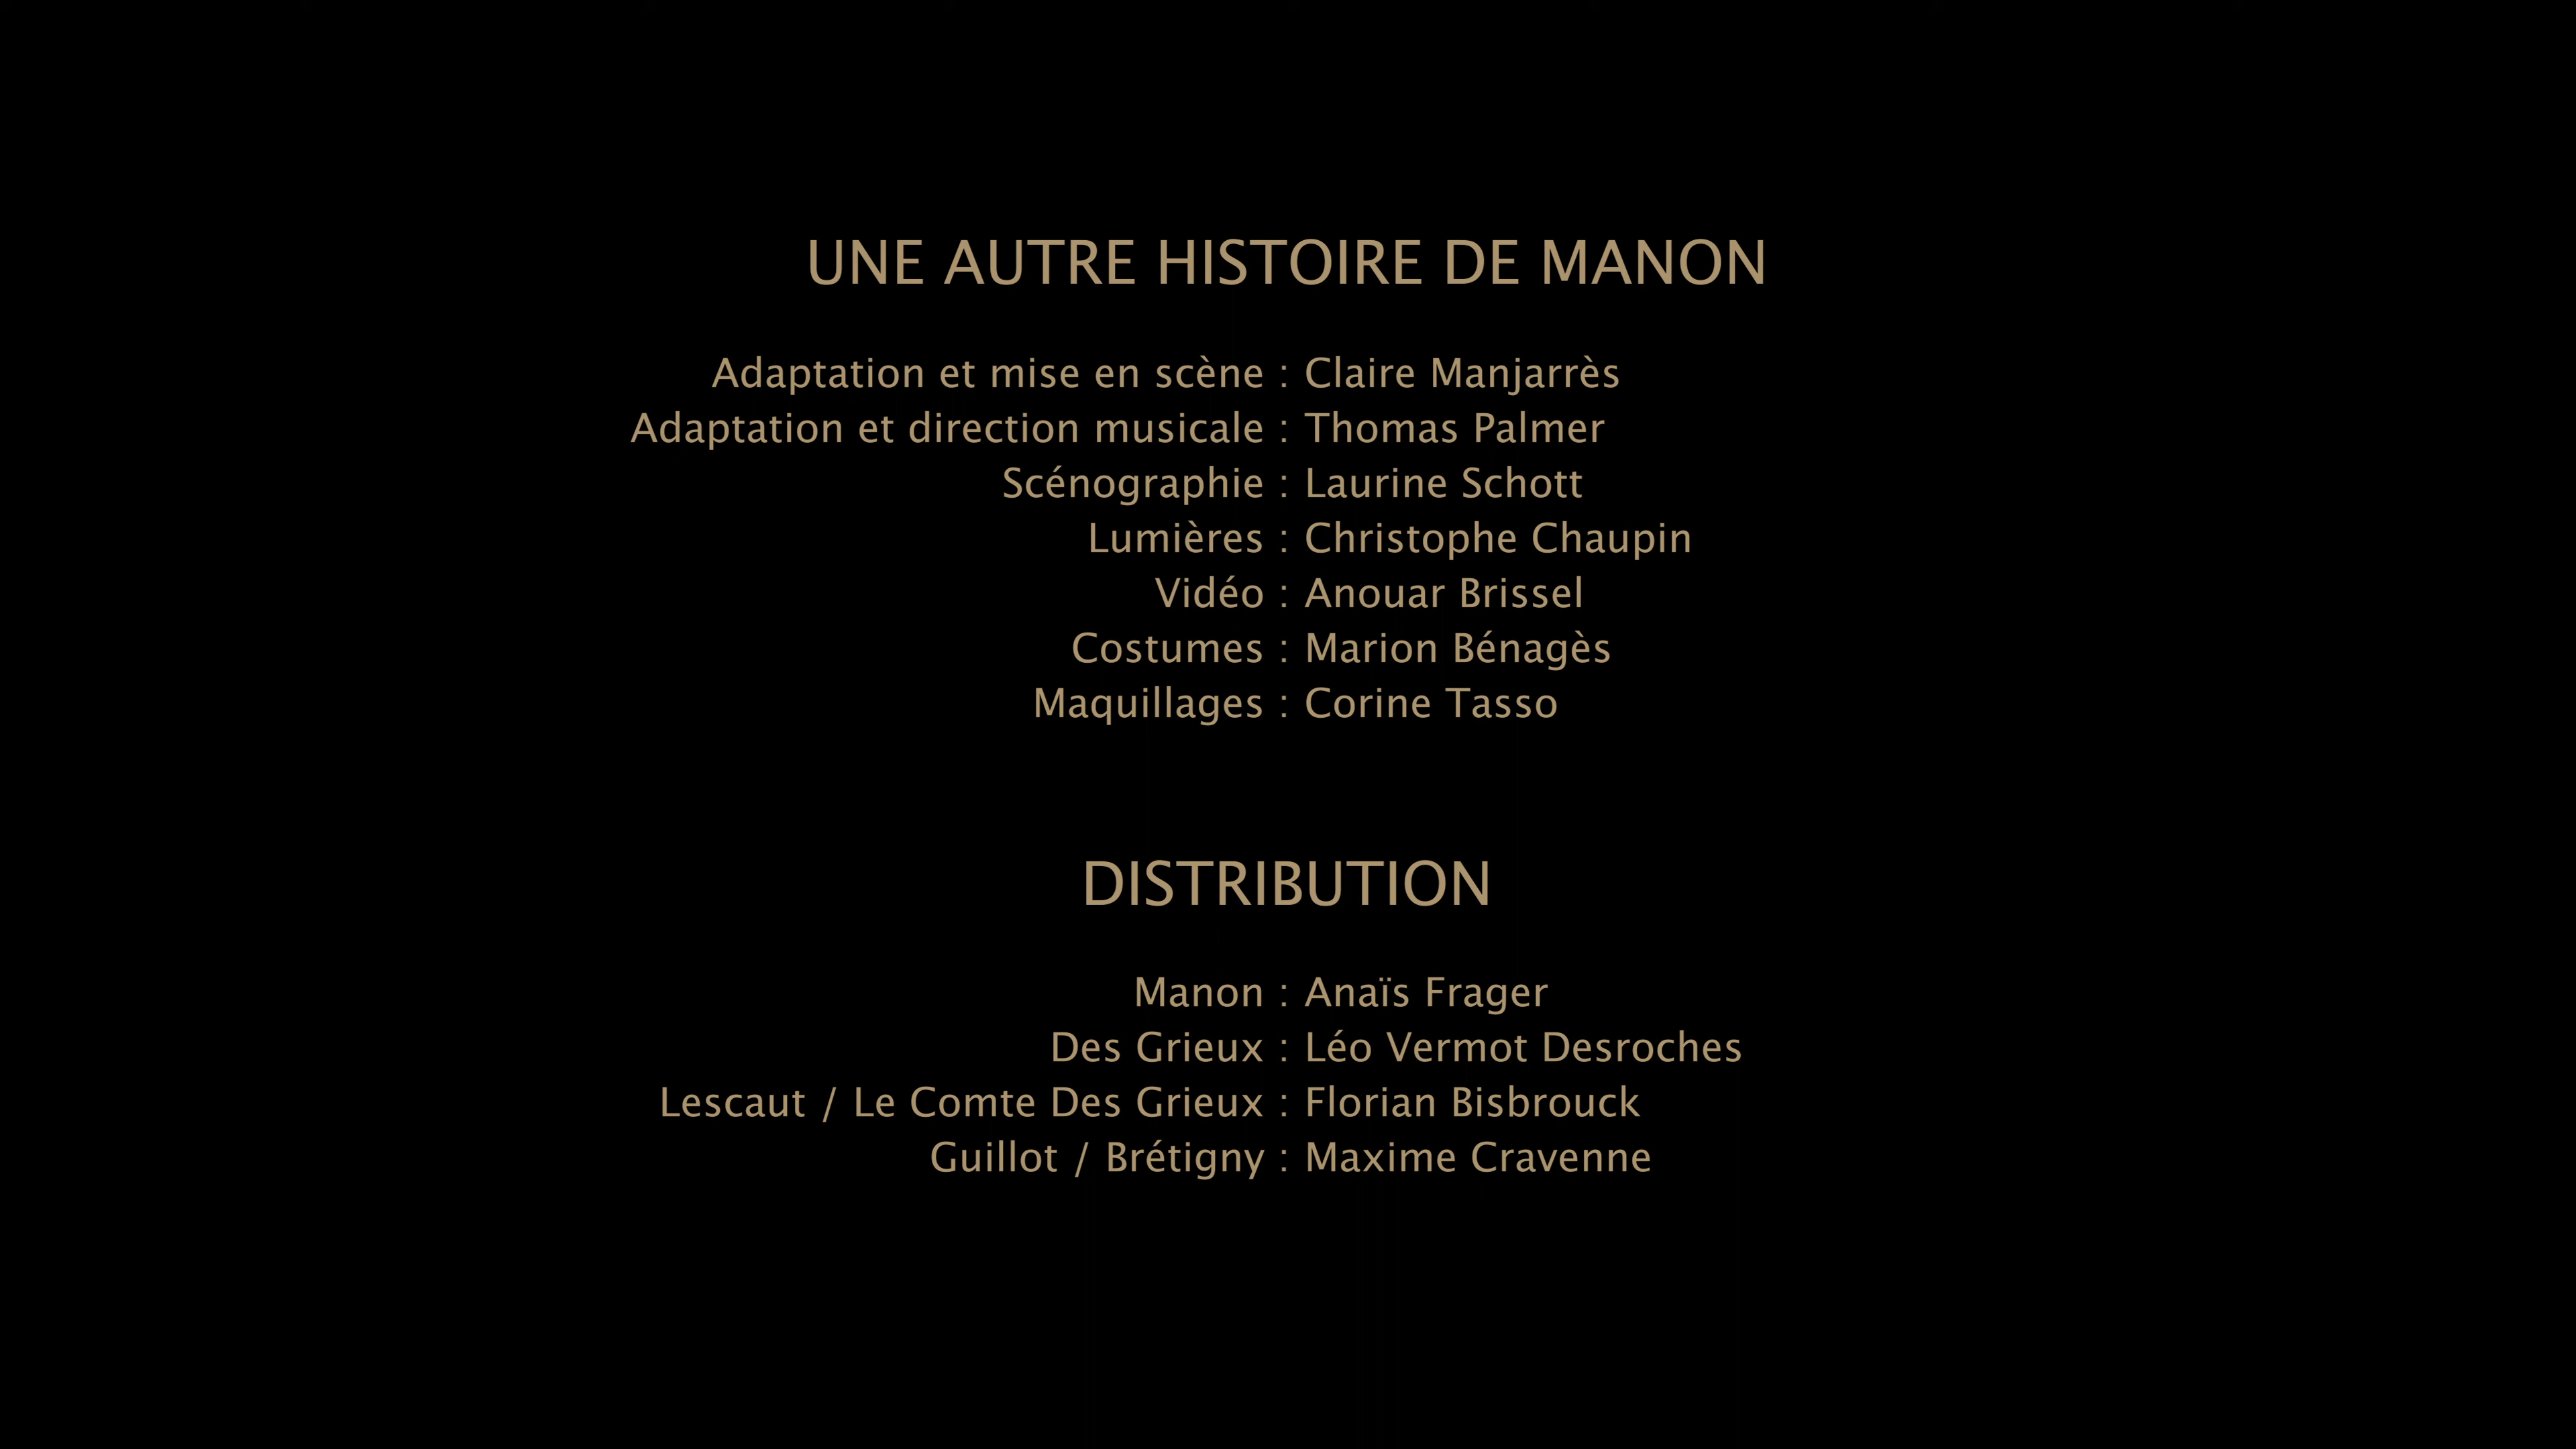 UNE AUTRE HISTOIRE DE MANON
Adaptation et mise en scène : Claire Manjarrès
Adaptation et direction musicale : Thomas Palmer
Scénographie : Laurine Schott
Lumières : Christophe Chaupin
Vidéo : Anouar Brissel
Costumes : Marion Bénagès
Maquillages : Corine Tasso
DISTRIBUTION
Manon : Anaïs Frager
Des Grieux : Léo Vermot Desroches
Lescaut / Le Comte Des Grieux : Florian Bisbrouck
Guillot / Brétigny : Maxime Cravenne